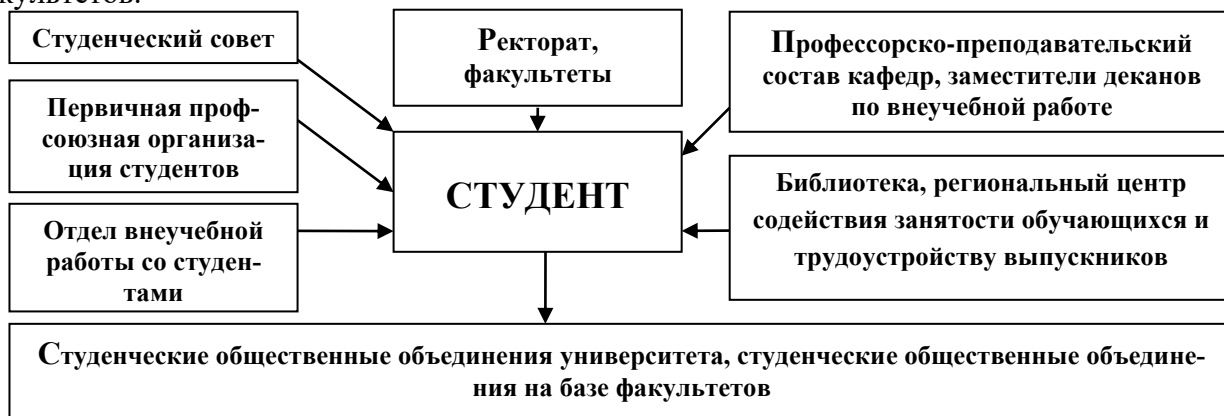 культетов.
Студенческий совет
Ректорат,
факультеты
Профессорско-преподавательский
состав кафедр, заместители деканов
по внеучебной работе
Первичная проф-
союзная организа-
ция студентов
СТУДЕНТ
Библиотека, региональный центр
содействия занятости обучающихся и
трудоустройству выпускников
Отдел внеучебной
работы со студен-
тами
Студенческие общественные объединения университета, студенческие общественные объедине-
ния на базе факультетов